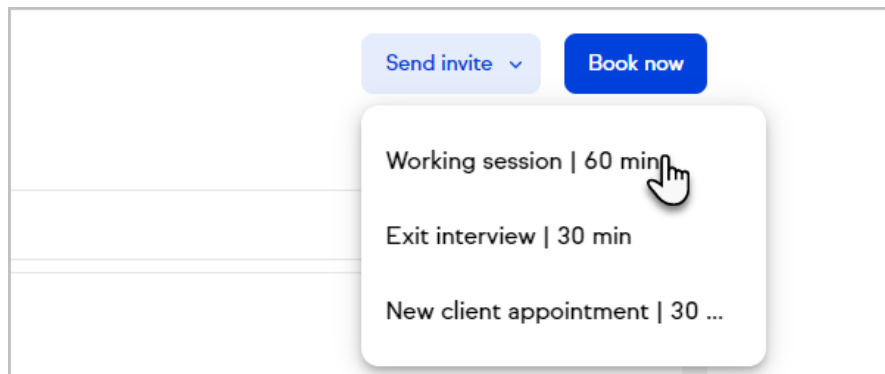 Send invite
Book now
Working session | 60 min
Exit interview | 30 min
New client appointment | 30 ...